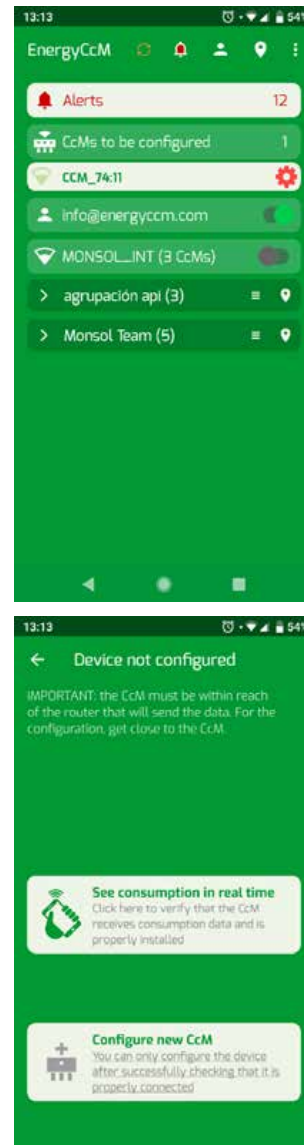 13:13
54%
EnergyCcM
Alerts 12
CcMs to be configured 1
CCM_74:11
info@energyccm.com
MONSOL_INT (3 CcMs)
agrupación api (3)
Monsol Team (5)
13:13
54%
Device not configured
IMPORTANT: the CcM must be within reach
of the router that will send the data. For the
configuration, get close to the CcM.
See consumption in real time
Click here to verify that the CcM
receives consumption data and is
properly installed
Configure new CcM
You can only configure the device
after successfully checking that it is
properly connected